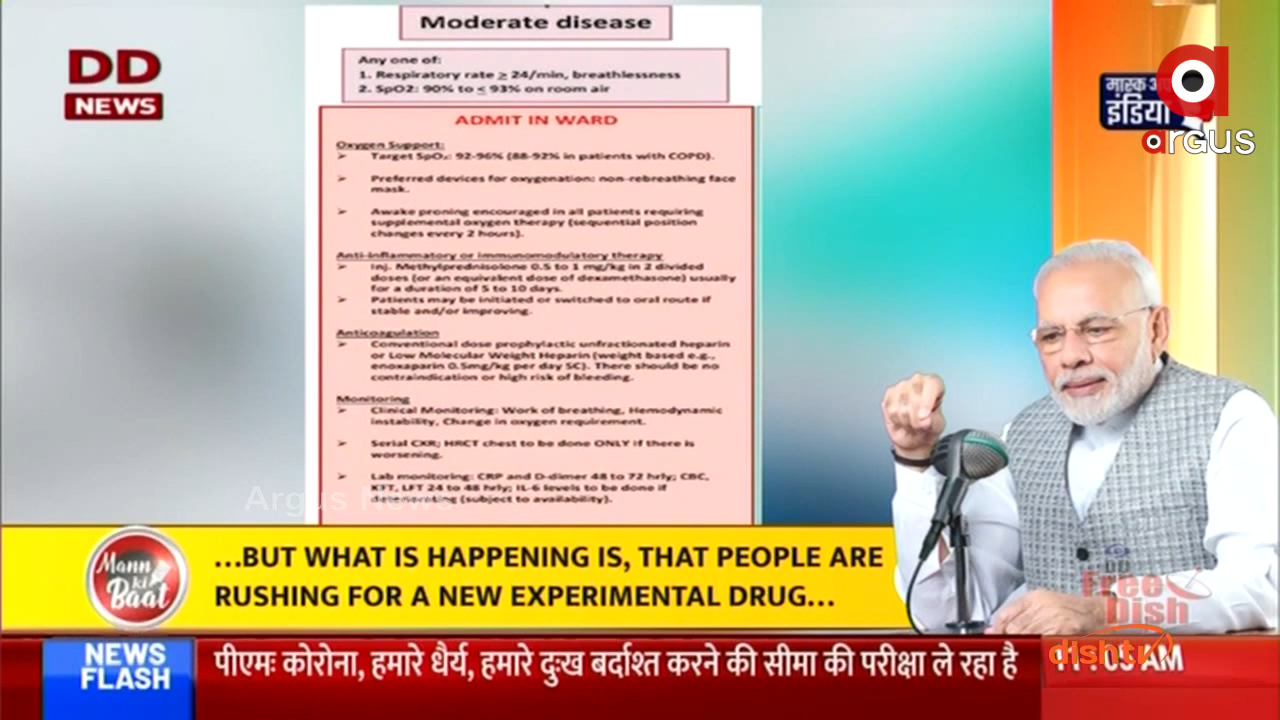 Moderate disease
Any one of:
1. Respiratory rate ≥ 24/min, breathlessness
2. SpO2: 90% to ≤ 93% on room air
ADMIT IN WARD
Oxygen Support:
➢ Target SpO₂: 92-96% (88-92% in patients with COPD).
➢ Preferred devices for oxygenation: non-rebreathing face
mask.
➢ Awake proning encouraged in all patients requiring
supplemental oxygen therapy (sequential position
changes every 2 hours).
Anti-inflammatory or immunomodulatory therapy
➢ Inj. Methylprednisolone 0.5 to 1 mg/kg in 2 divided
doses (or an equivalent dose of dexamethasone) usually
for a duration of 5 to 10 days.
➢ Patients may be initiated or switched to oral route if
stable and/or improving.
Anticoagulation
➢ Conventional dose prophylactic unfractionated heparin
or Low Molecular Weight Heparin (weight based e.g.,
enoxaparin 0.5mg/kg per day SC). There should be no
contraindication or high risk of bleeding.
Monitoring
➢ Clinical Monitoring: Work of breathing, Hemodynamic
instability, Change in oxygen requirement.
➢ Serial CXR; HRCT chest to be done ONLY if there is
worsening.
➢ Lab monitoring: CRP and D-dimer 48 to 72 hrly; CBC,
KFT, LFT 24 to 48 hrly; IL-6 levels to be done if
deteriorating (subject to availability).
DD
NEWS
मास्क
इंडिया
argus
Argus News
Mann
ki
Baat
...BUT WHAT IS HAPPENING IS, THAT PEOPLE ARE
RUSHING FOR A NEW EXPERIMENTAL DRUG...
DD
Free
Dish
NEWS
FLASH
पीएमः कोरोना, हमारे धैर्य, हमारे दुःख बर्दाश्त करने की सीमा की परीक्षा ले रहा है
dishtv
11:05 AM